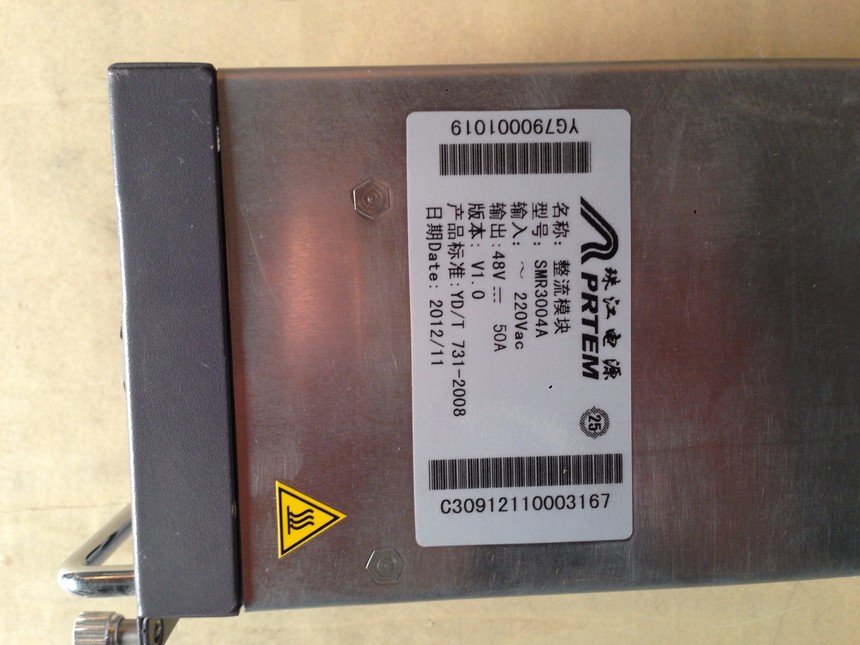 YG790001019
珠江电源
PRTEM
25
名称: 整流模块
型号: SMR3004A
输入: ~ 220Vac
输出: 48V 50A
版本: V1.0
产品标准: YD/T 731-2008
日期Date: 2012/11
C30912110003167